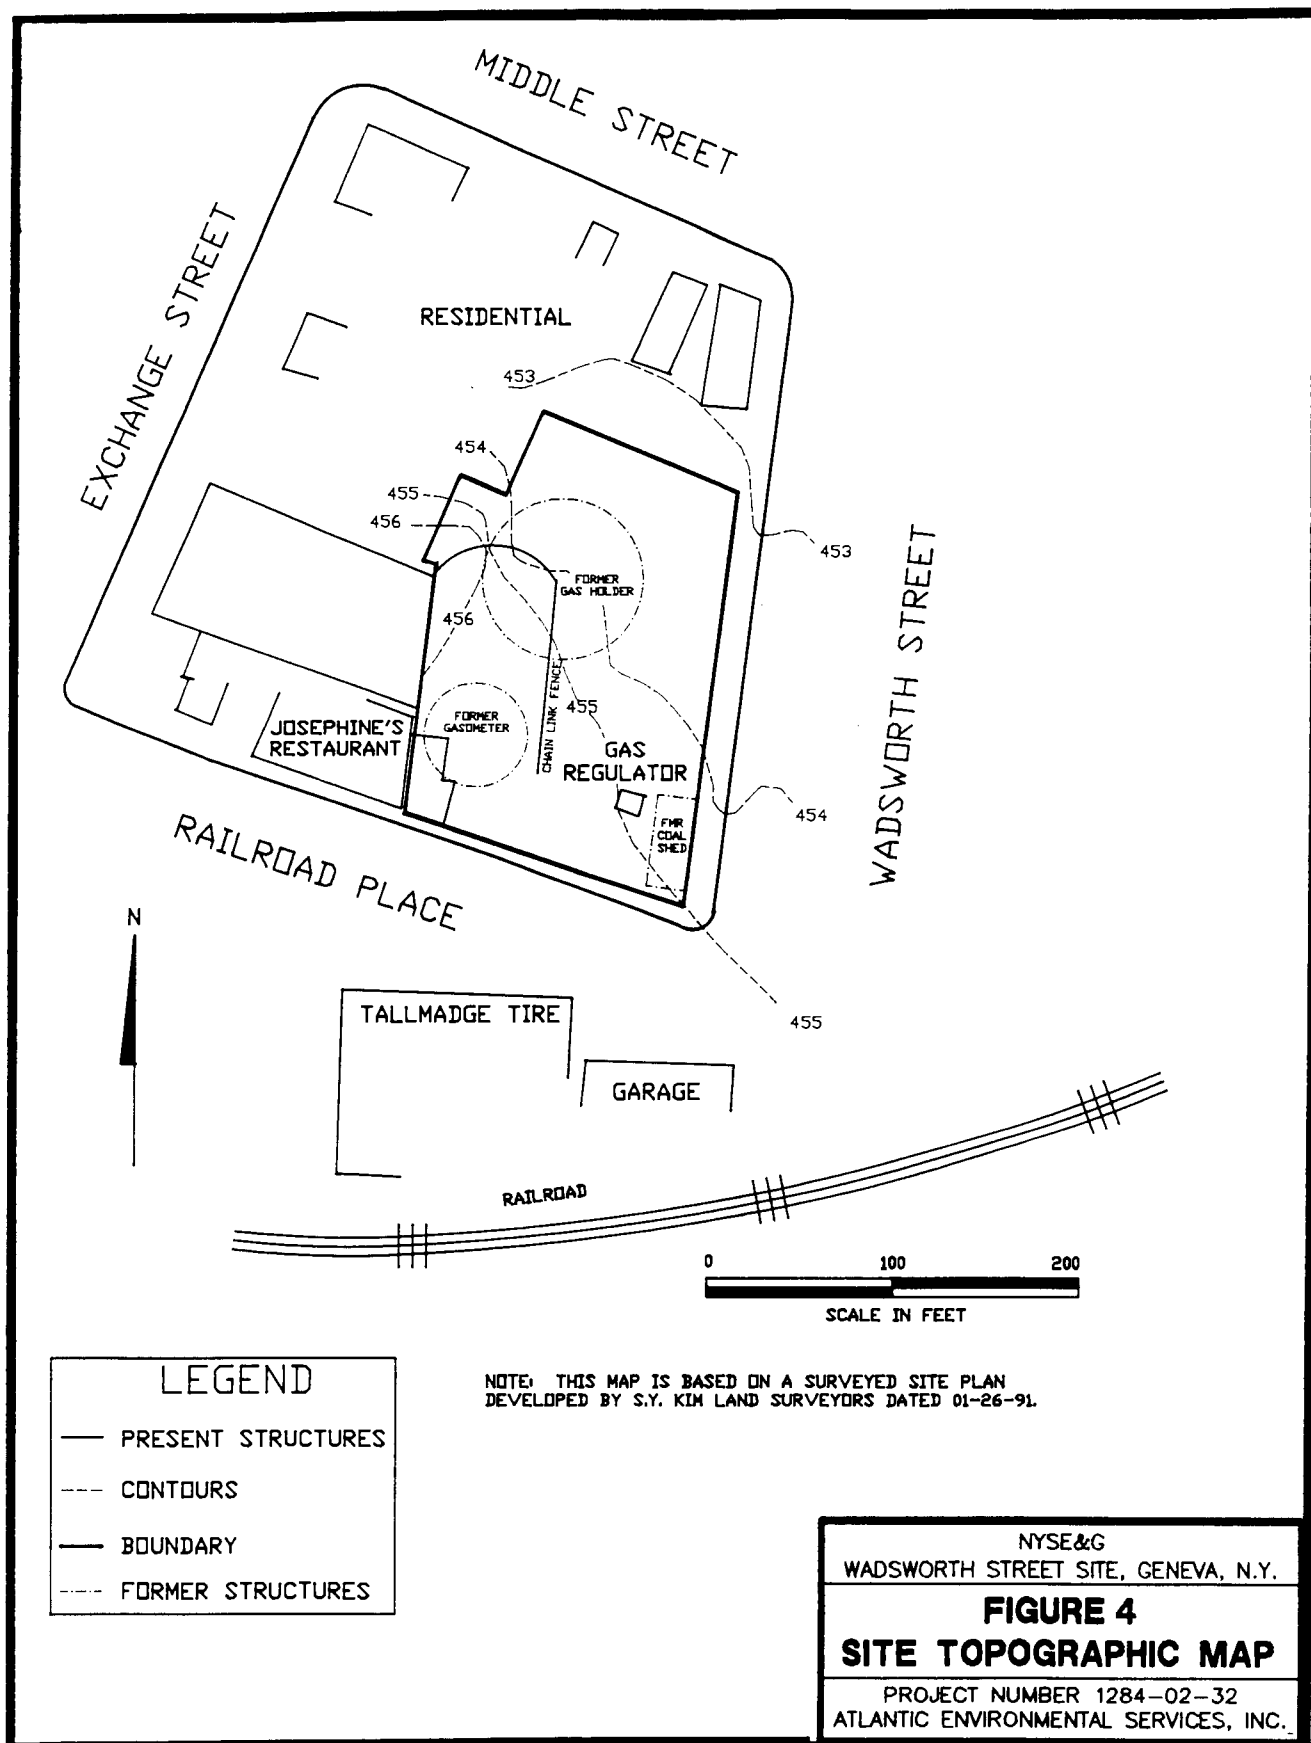 MIDDLE STREET
EXCHANGE STREET
RESIDENTIAL
453
454
455
456
453
FORMER
GAS HOLDER
WADSWORTH STREET
456
CHAIN LINK FENCE
455
FORMER
GASOMETER
JOSEPHINE'S
RESTAURANT
GAS
REGULATOR
454
FMR
COAL
SHED
RAILROAD PLACE
N
455
TALLMADGE TIRE
GARAGE
RAILROAD
0 100 200
SCALE IN FEET
LEGEND
PRESENT STRUCTURES
CONTOURS
BOUNDARY
FORMER STRUCTURES
NOTE: THIS MAP IS BASED ON A SURVEYED SITE PLAN
DEVELOPED BY S.Y. KIM LAND SURVEYORS DATED 01-26-91.
NYSE&G
WADSWORTH STREET SITE, GENEVA, N.Y.
FIGURE 4
SITE TOPOGRAPHIC MAP
PROJECT NUMBER 1284-02-32
ATLANTIC ENVIRONMENTAL SERVICES, INC.